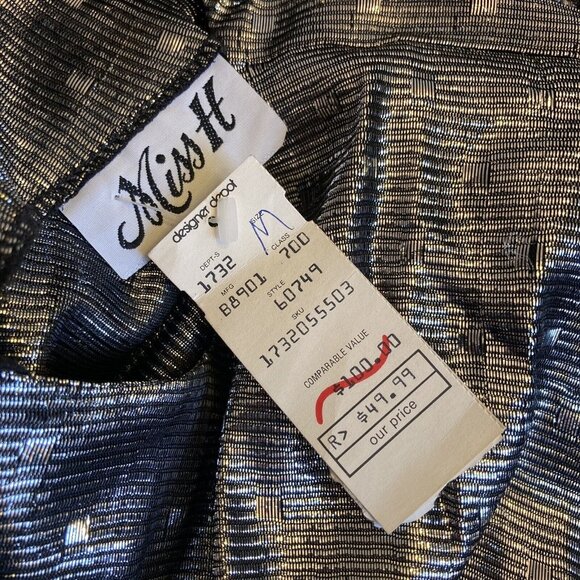 Miss H
designer depot
DEPT-S
1732
SIZE
M
CLASS
700
MFG
B8901
STYLE
60749
SKU
1732055503
COMPARABLE VALUE
$100.00
R> $49.99
our price